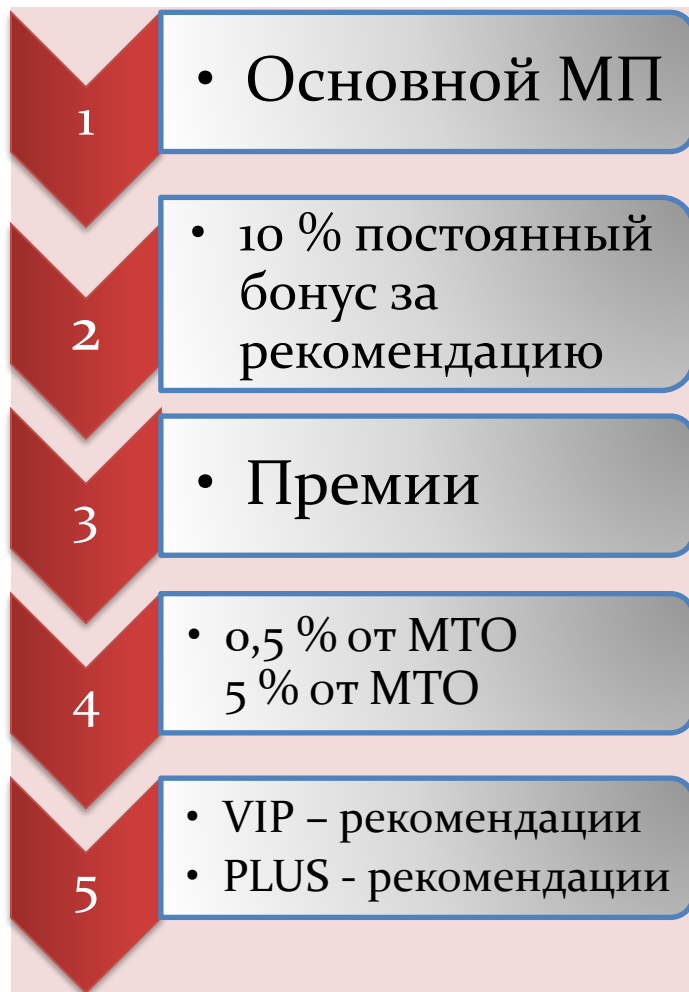 1
• Основной МП
2
• 10 % постоянный
бонус за
рекомендацию
3
• Премии
4
• 0,5 % от МТО
5 % от МТО
5
• VIP – рекомендации
• PLUS - рекомендации